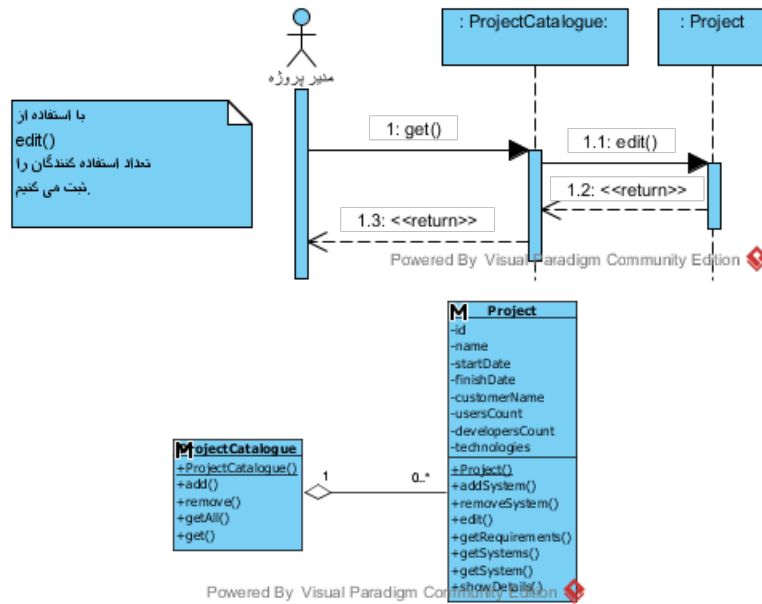 : ProjectCatalogue:
: Project
مدیر پروژه
با استفاده از
edit()
تعداد استفاده کنندگان را
ثبت می کنیم.
1: get()
1.1: edit()
1.2: <<return>>
1.3: <<return>>
Powered By Visual Paradigm Community Edition
Project
-id
-name
-startDate
-finishDate
-customerName
-usersCount
-developersCount
-technologies
+Project()
+addSystem()
+removeSystem()
+edit()
+getRequirements()
+getSystems()
+getSystem()
+showDetails()
ProjectCatalogue
+ProjectCatalogue()
+add()
+remove()
+getAll()
+get()
1
0..*
Powered By Visual Paradigm Community Edition